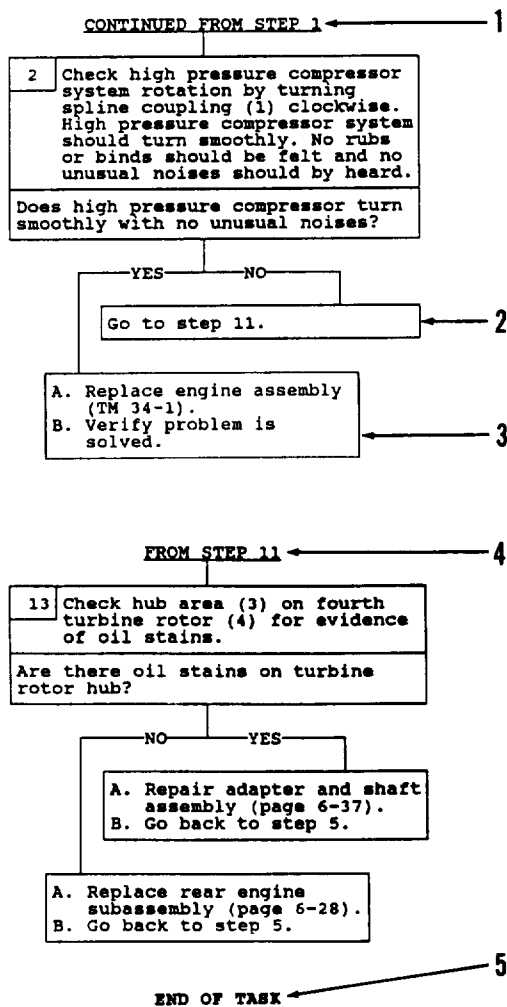 CONTINUED FROM STEP 1
1
2 Check high pressure compressor
system rotation by turning
spline coupling (1) clockwise.
High pressure compressor system
should turn smoothly. No rubs
or binds should be felt and no
unusual noises should by heard.
Does high pressure compressor turn
smoothly with no unusual noises?
YES NO
Go to step 11.
2
A. Replace engine assembly
(TM 34-1).
B. Verify problem is
solved.
3
FROM STEP 11
4
13 Check hub area (3) on fourth
turbine rotor (4) for evidence
of oil stains.
Are there oil stains on turbine
rotor hub?
NO YES
A. Repair adapter and shaft
assembly (page 6-37).
B. Go back to step 5.
A. Replace rear engine
subassembly (page 6-28).
B. Go back to step 5.
5
END OF TASK